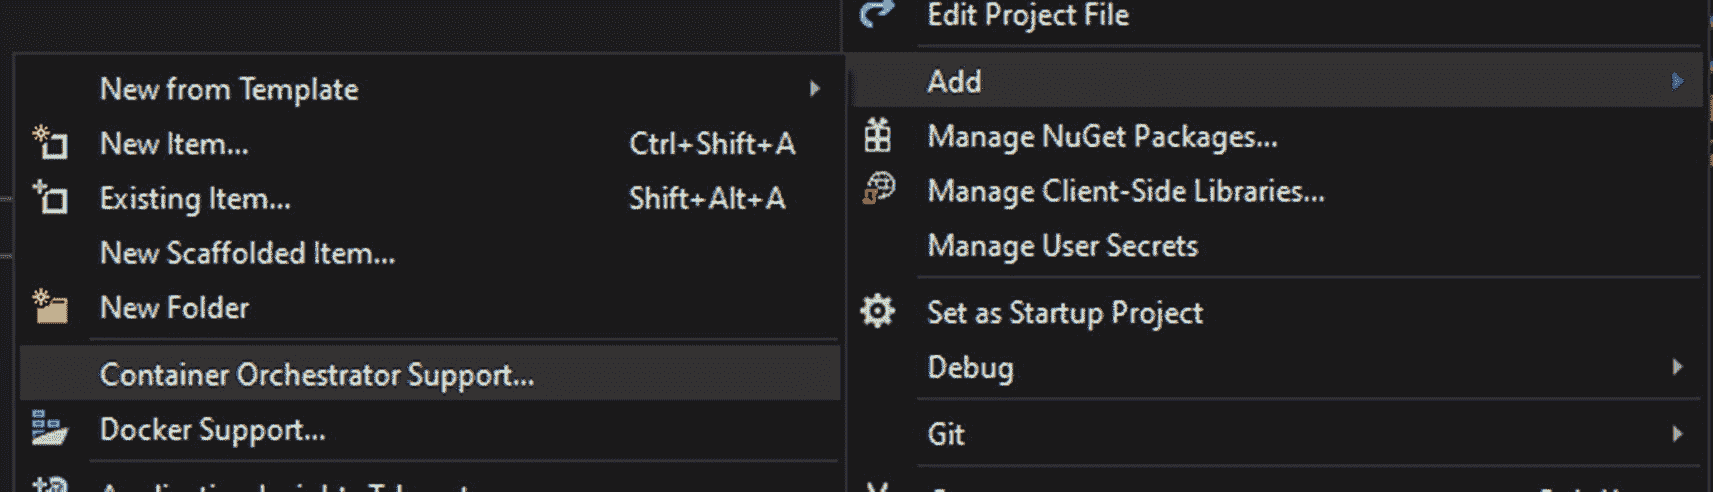 Edit Project File
Add
Manage NuGet Packages...
Manage Client-Side Libraries...
Manage User Secrets
Set as Startup Project
Debug
Git
New from Template
New Item... Ctrl+Shift+A
Existing Item... Shift+Alt+A
New Scaffolded Item...
New Folder
Container Orchestrator Support...
Docker Support...